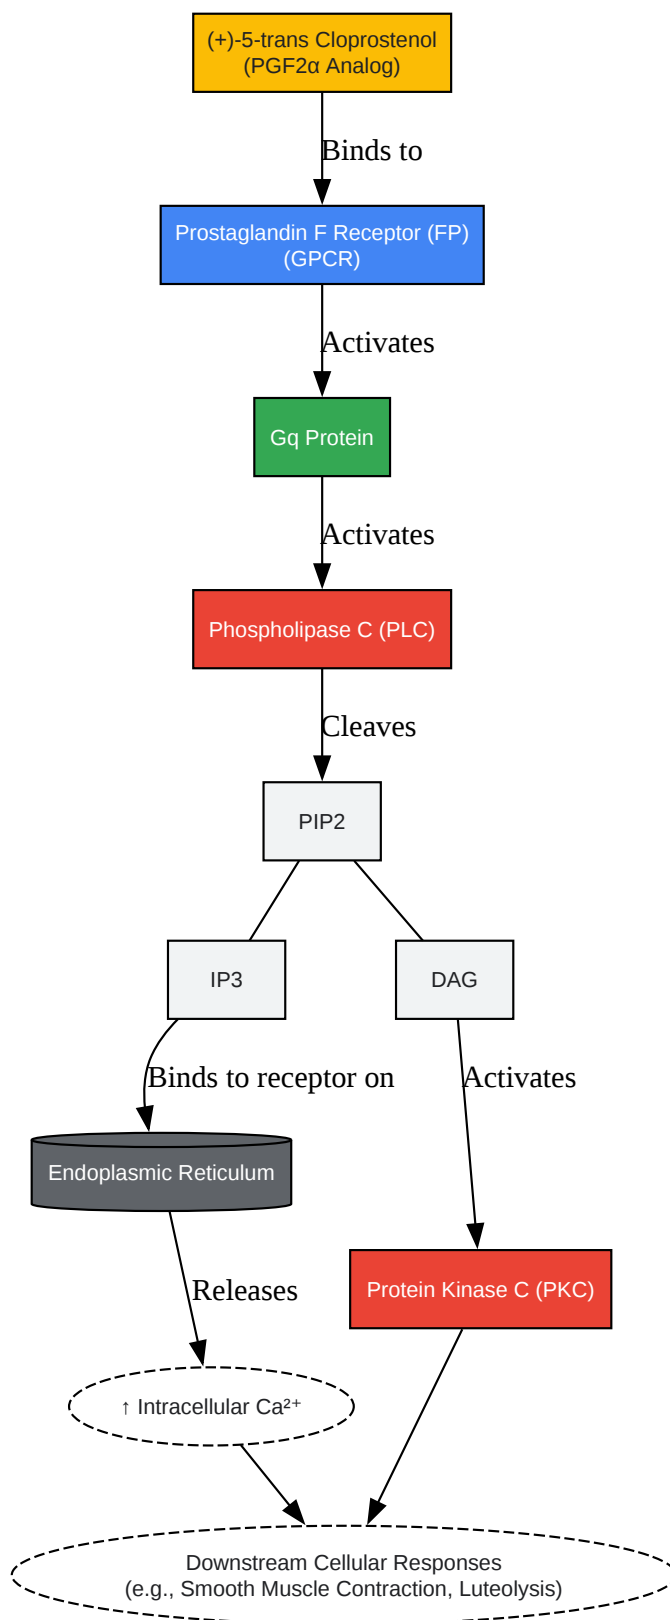 (+)-5-trans Cloprostenol
(PGF2α Analog)
Binds to
Prostaglandin F Receptor (FP)
(GPCR)
Activates
Gq Protein
Activates
Phospholipase C (PLC)
Cleaves
PIP2
IP3
DAG
Binds to receptor on
Activates
Endoplasmic Reticulum
Releases
Protein Kinase C (PKC)
↑ Intracellular Ca²⁺
Downstream Cellular Responses
(e.g., Smooth Muscle Contraction, Luteolysis)